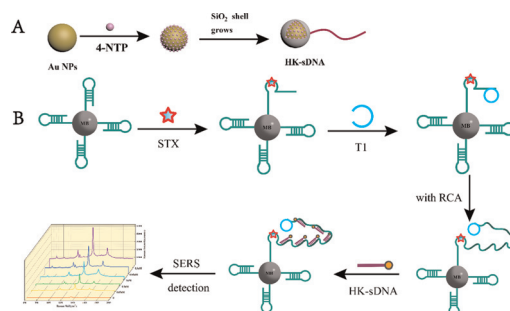 A
4-NTP
Au NPs
SiO₂ shell
grows
HK-sDNA
B
MB
STX
MB
T1
MB
with RCA
MB
HK-sDNA
MB
SERS
detection